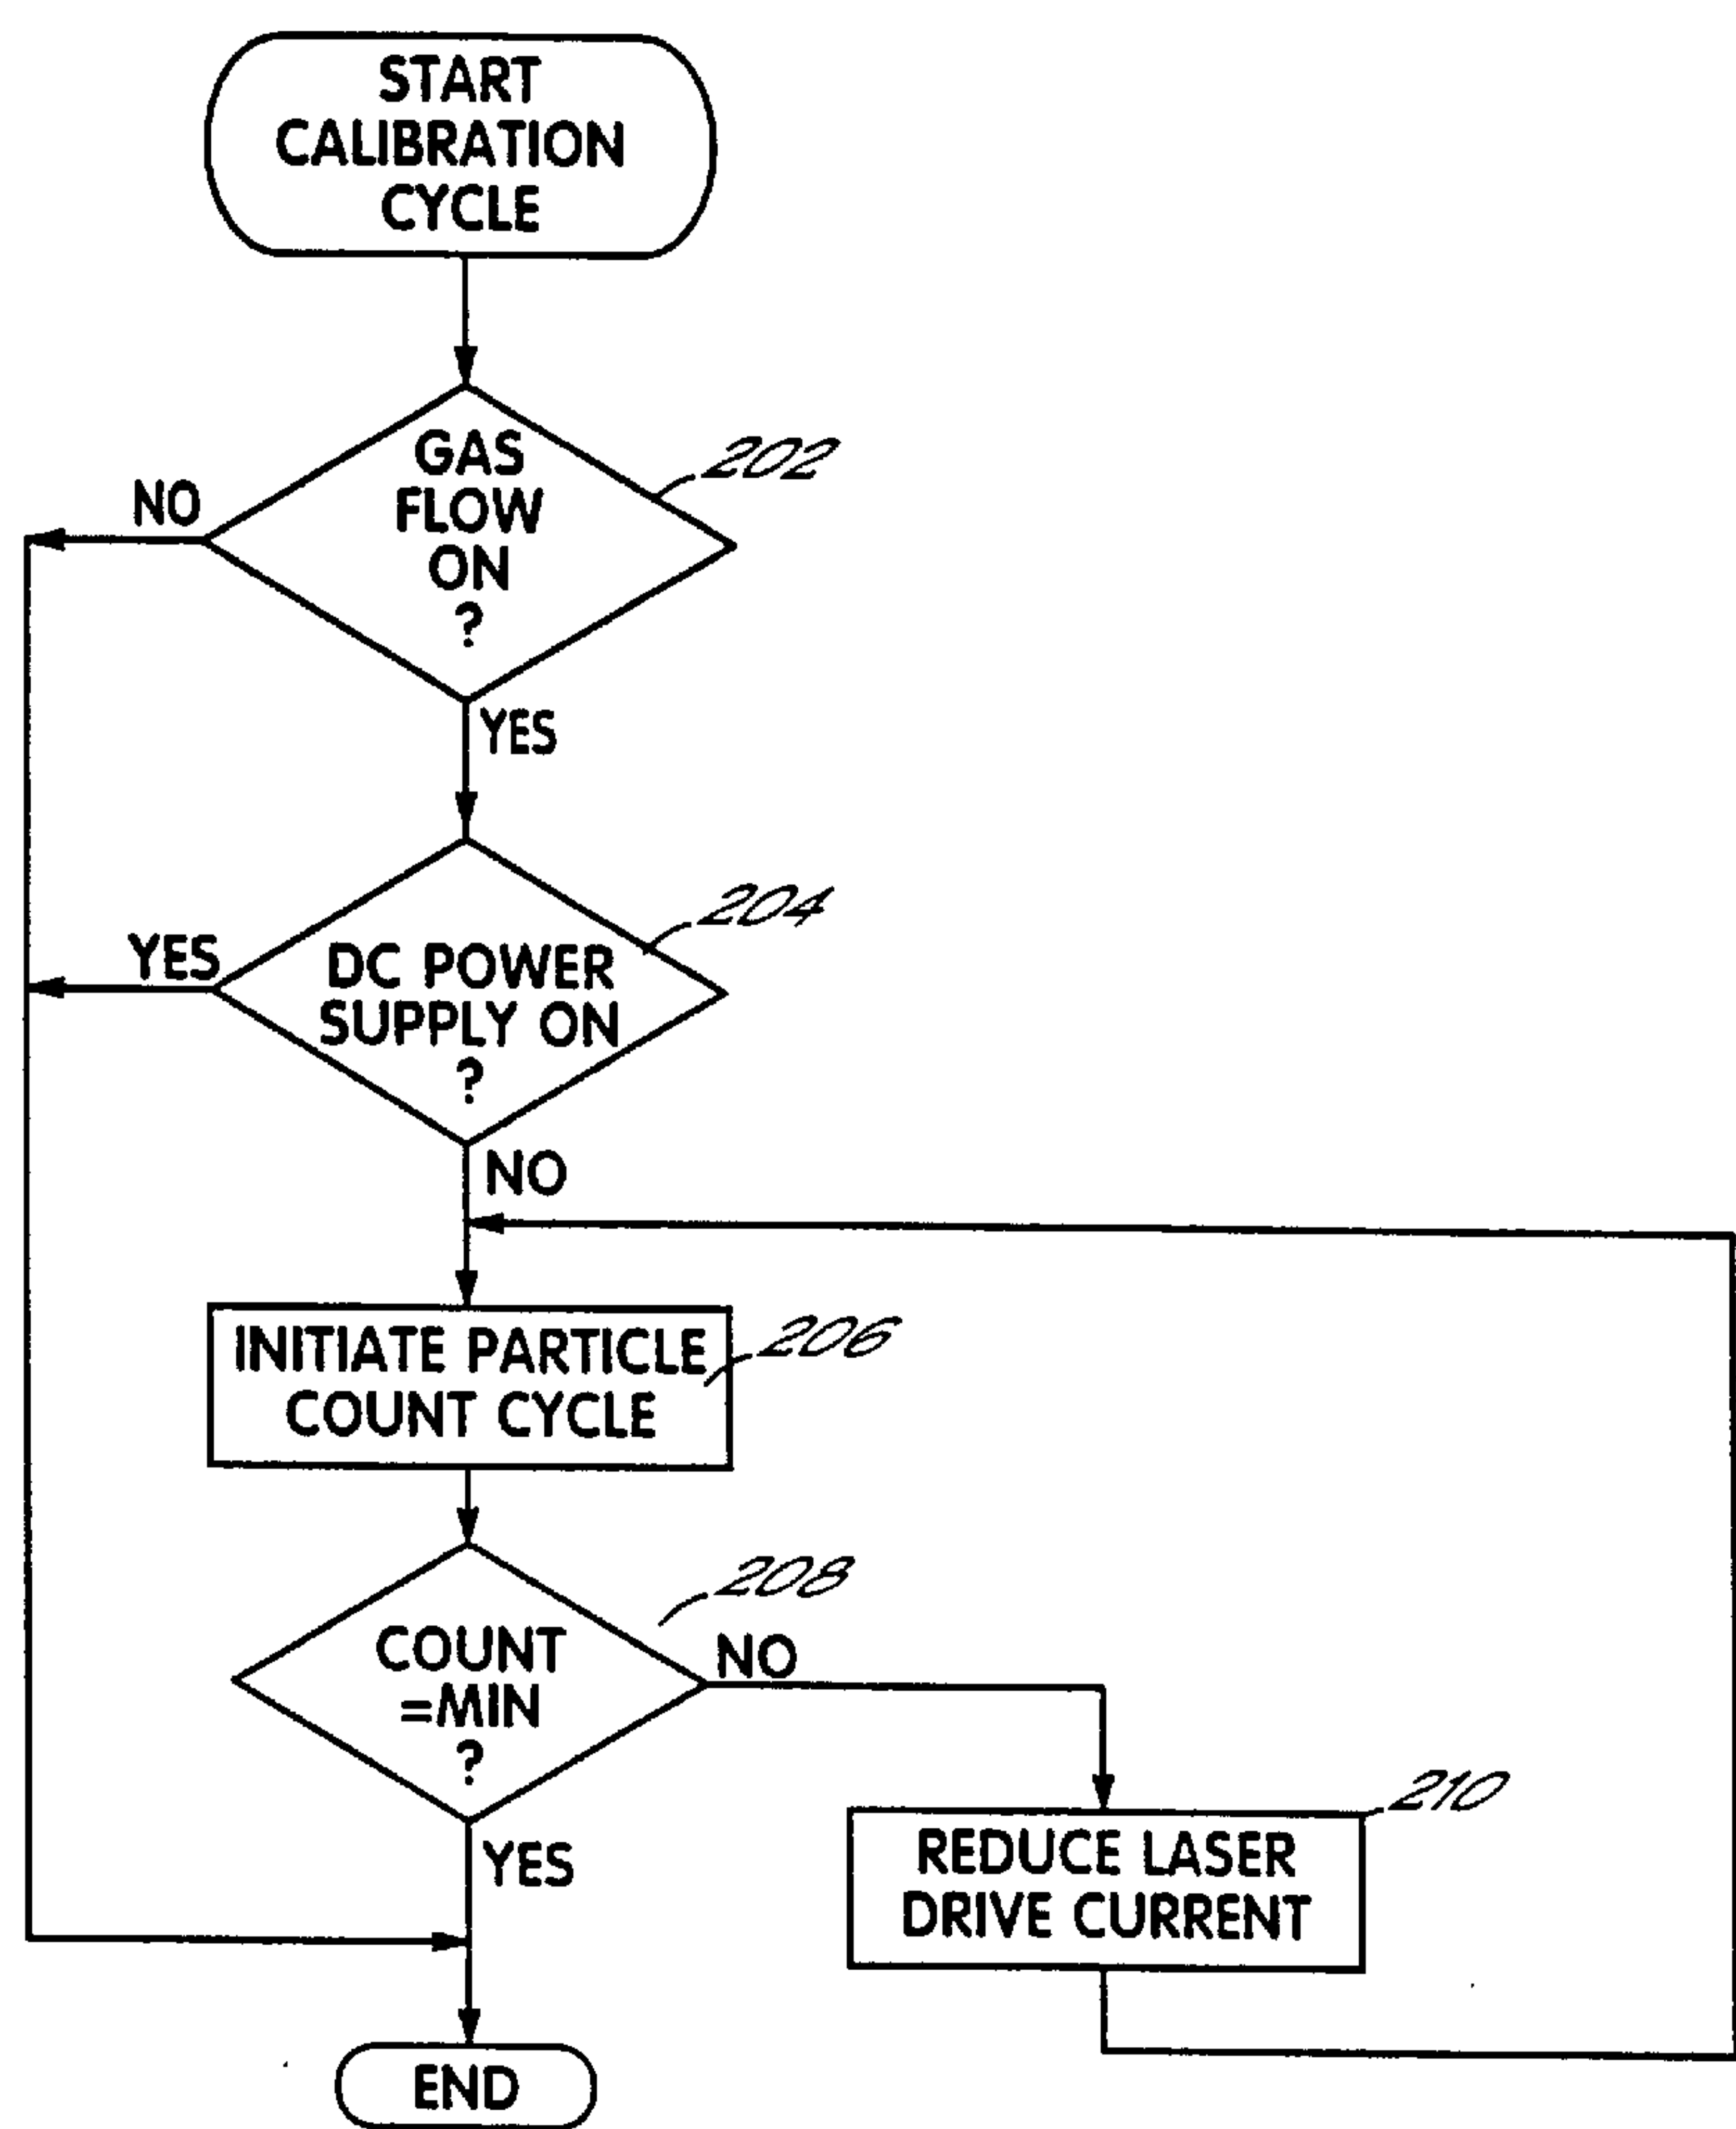 START
CALIBRATION
CYCLE
GAS
FLOW
ON
?
202
NO
YES
DC POWER
SUPPLY ON
?
204
YES
NO
INITIATE PARTICLE
COUNT CYCLE
206
COUNT
=MIN
?
208
NO
YES
REDUCE LASER
DRIVE CURRENT
210
END